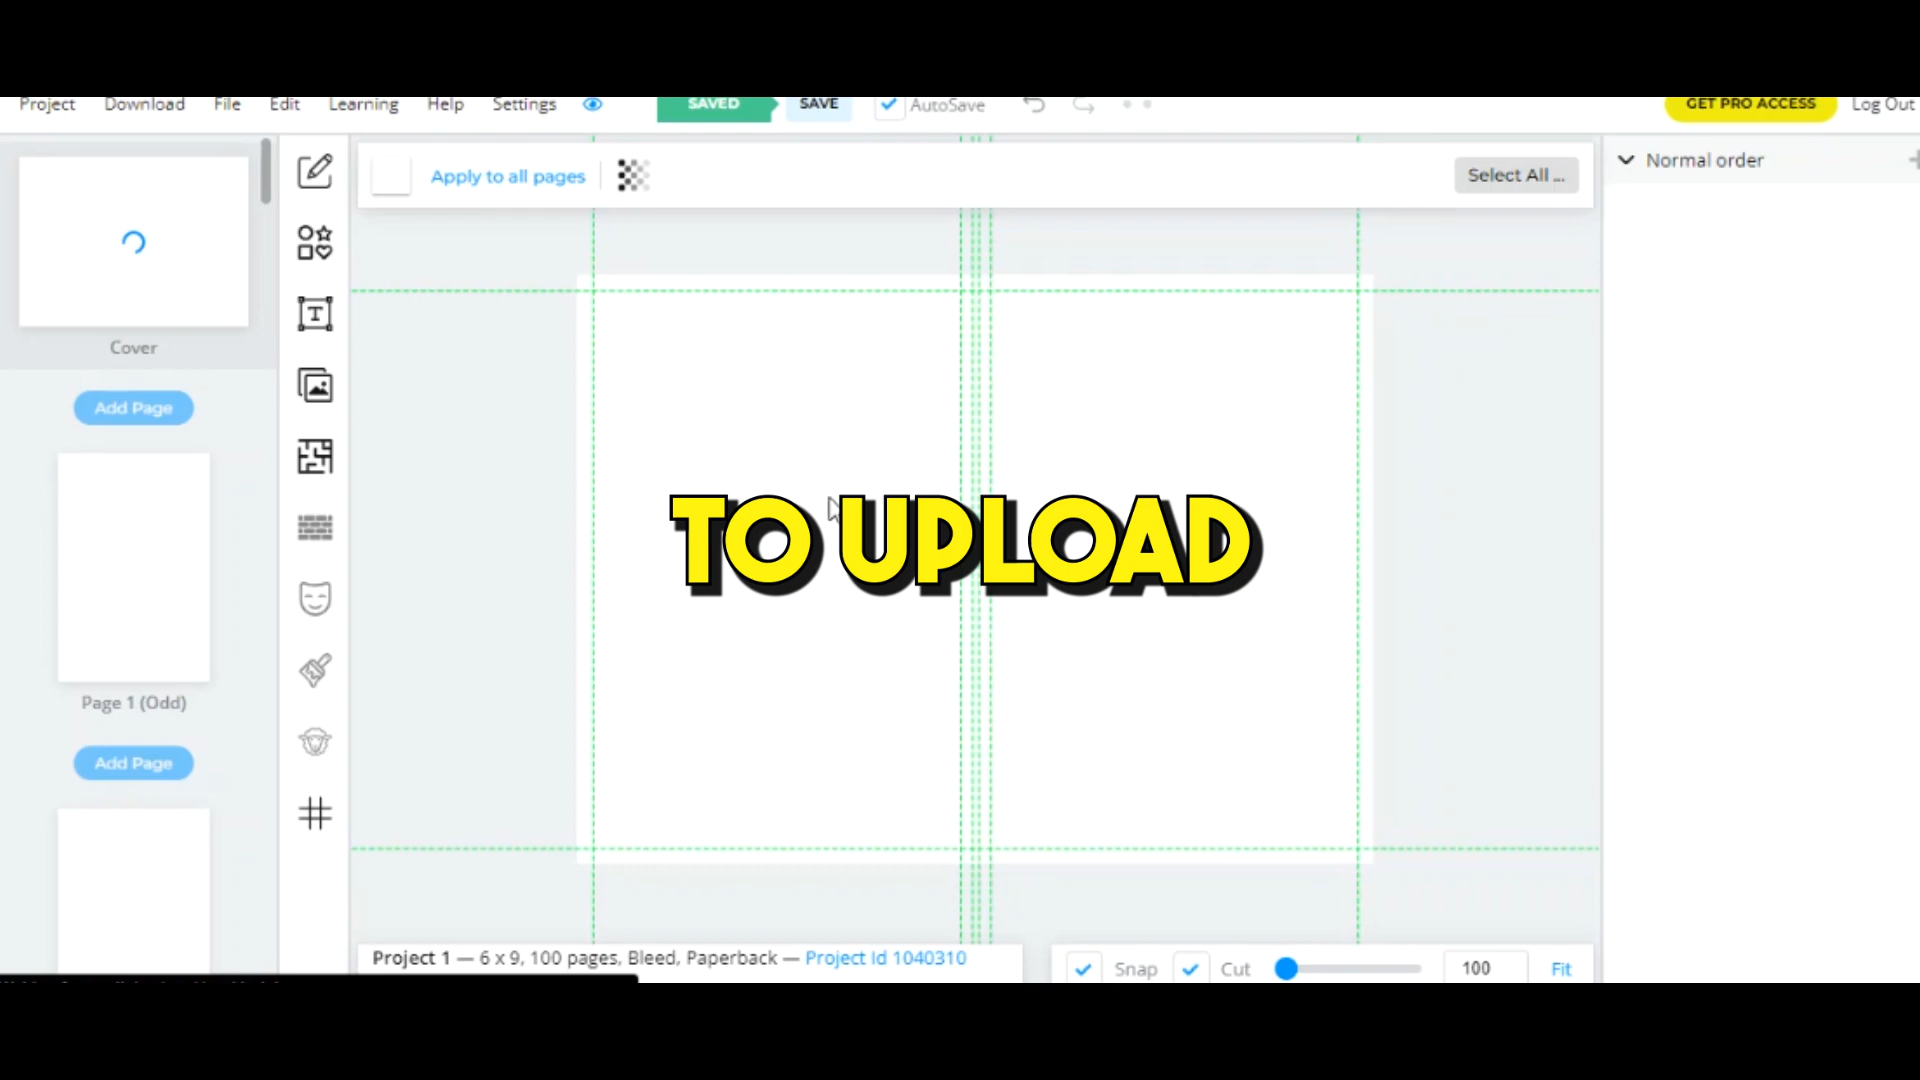 Project Download File Edit Learning Help Settings SAVED SAVE AutoSave GET PRO ACCESS Log Out
Apply to all pages Select All ... Normal order
Cover
Add Page
TO UPLOAD
Page 1 (Odd)
Add Page
Project 1 — 6 x 9, 100 pages, Bleed, Paperback — Project Id 1040310
Snap Cut 100 Fit